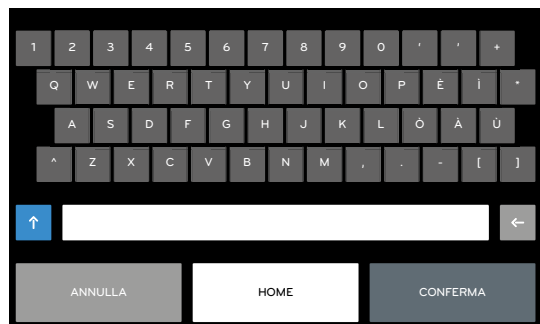 1 2 3 4 5 6 7 8 9 0 ' ' +
Q W E R T Y U I O P È Ì *
A S D F G H J K L Ò À Ù
^ Z X C V B N M , . - [ ]
↑ ←
ANNULLA HOME CONFERMA